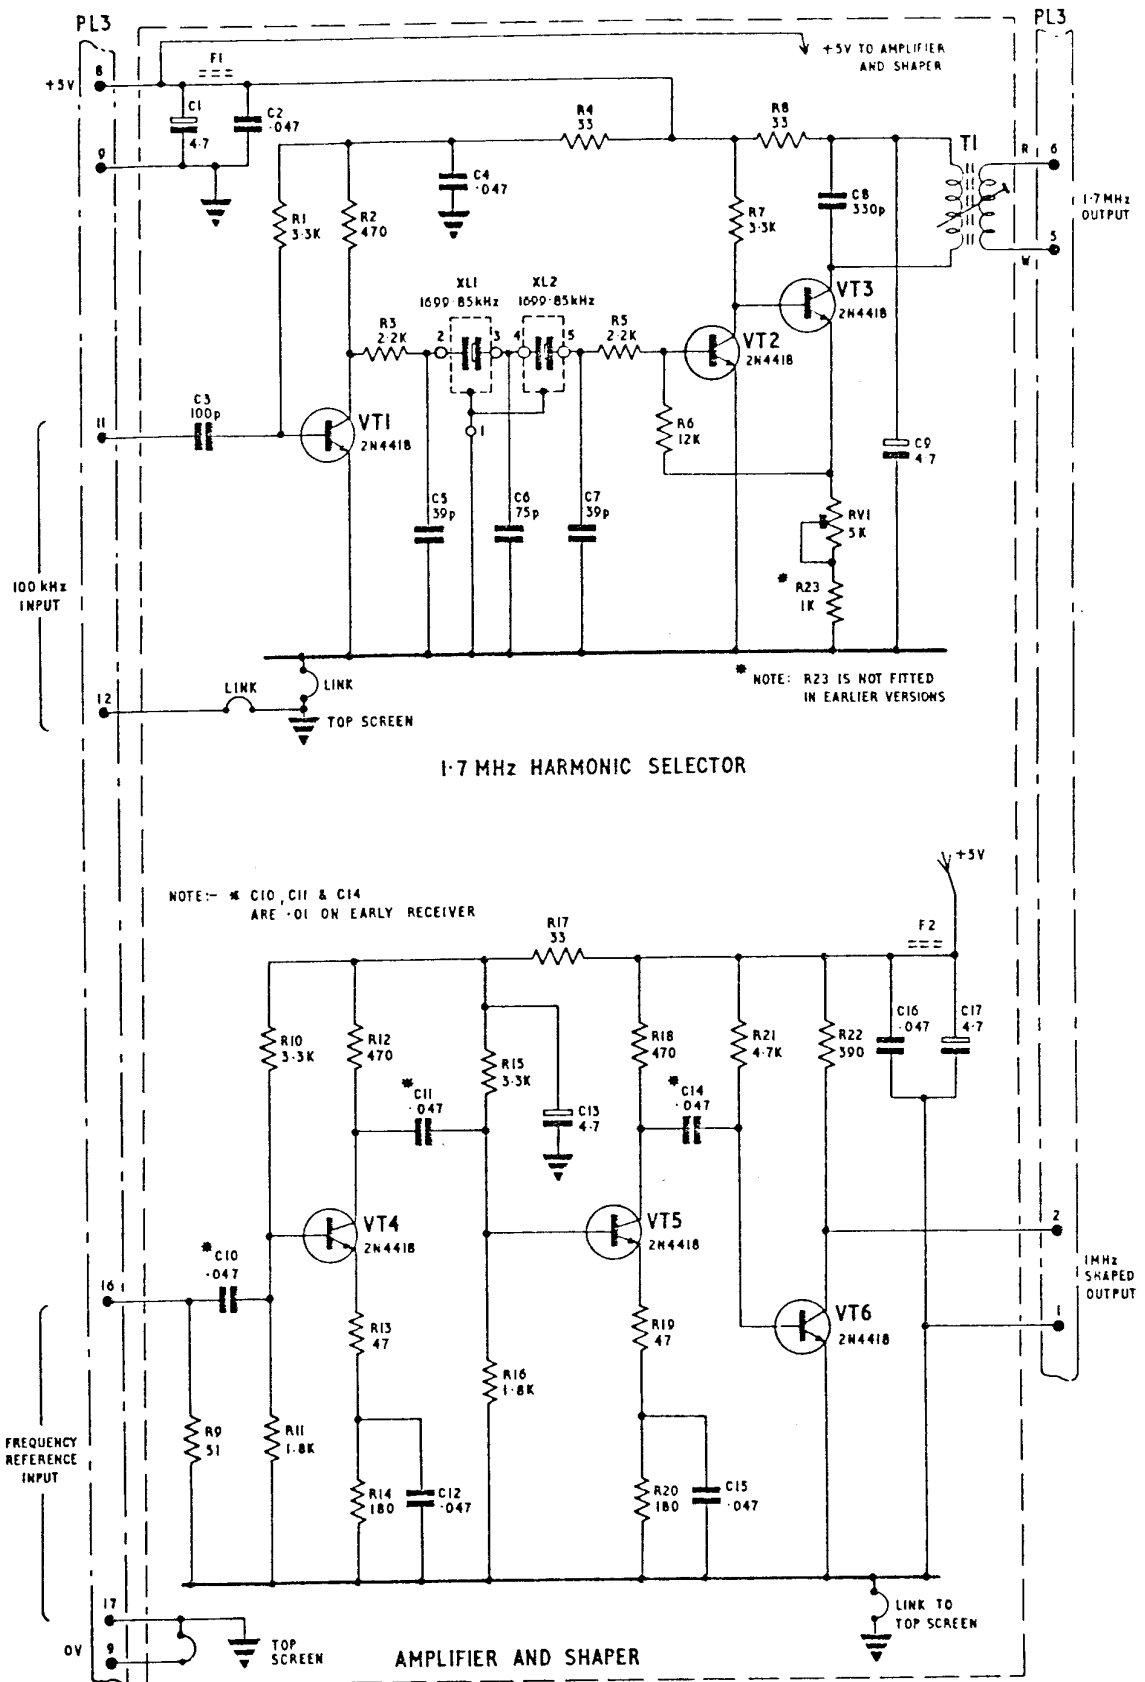 PL3
PL3
+5V TO AMPLIFIER
AND SHAPER
8
F1
+5V
C1
4.7
C2
.047
R4
33
R8
33
T1
R
6
9
C4
.047
R1
3.3K
R2
470
R7
3.3K
C8
330p
1.7MHz
OUTPUT
5
W
XL1
1699.85kHz
XL2
1699.85kHz
VT3
2N4418
R3
2.2K
2
3
4
5
R5
2.2K
VT2
2N4418
C3
100p
11
VT1
2N4418
1
R6
12K
C9
4.7
C5
39p
C6
75p
C7
39p
RV1
5K
* R23
1K
100 kHz
INPUT
12
LINK
LINK
TOP SCREEN
* NOTE: R23 IS NOT FITTED
IN EARLIER VERSIONS
1.7 MHz HARMONIC SELECTOR
+5V
NOTE:- * C10, C11 & C14
ARE .01 ON EARLY RECEIVER
R17
33
F2
R10
3.3K
R12
470
R15
3.3K
R18
470
R21
4.7K
R22
390
C16
.047
C17
4.7
* C11
.047
C13
4.7
* C14
.047
VT4
2N4418
VT5
2N4418
2
* C10
.047
16
1MHz
SHAPED
OUTPUT
1
VT6
2N4418
R13
47
R19
47
R16
1.8K
R9
51
R11
1.8K
FREQUENCY
REFERENCE
INPUT
R14
180
C12
.047
R20
180
C15
.047
17
LINK TO
TOP SCREEN
0V
9
TOP
SCREEN
AMPLIFIER AND SHAPER